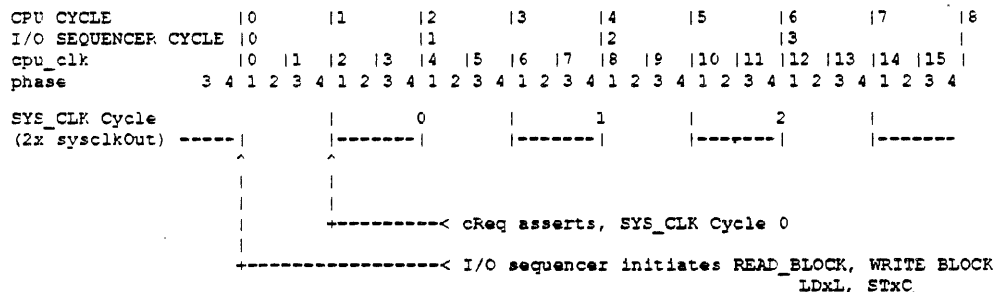 CPU CYCLE |0 |1 |2 |3 |4 |5 |6 |7 |8
I/O SEQUENCER CYCLE |0 |1 |2 |3 |
cpu_clk |0 |1 |2 |3 |4 |5 |6 |7 |8 |9 |10 |11 |12 |13 |14 |15 |
phase 3 4 1 2 3 4 1 2 3 4 1 2 3 4 1 2 3 4 1 2 3 4 1 2 3 4 1 2 3 4 1 2 3 4
SYS_CLK Cycle | 0 | 1 | 2 |
(2x sysclkOut) -----| |-------| |-------| |-------| |-------
^ ^
| |
| |
| +----------< cReq asserts, SYS_CLK Cycle 0
|
+------------------< I/O sequencer initiates READ_BLOCK, WRITE BLOCK
LDxL, STxC